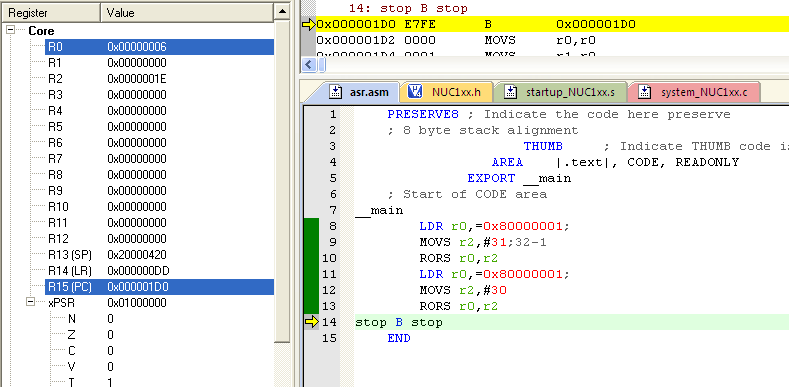 Register Value
Core
R0 0x00000006
R1 0x00000000
R2 0x0000001E
R3 0x00000000
R4 0x00000000
R5 0x00000000
R6 0x00000000
R7 0x00000000
R8 0x00000000
R9 0x00000000
R10 0x00000000
R11 0x00000000
R12 0x00000000
R13 (SP) 0x20000420
R14 (LR) 0x000000DD
R15 (PC) 0x000001D0
xPSR 0x01000000
N 0
Z 0
C 0
V 0
T 1
14: stop B stop
0x000001D0 E7FE B 0x000001D0
0x000001D2 0000 MOVS r0,r0
0x000001D4 0001 MOVS r1,r0
asr.asm NUC1xx.h startup_NUC1xx.s system_NUC1xx.c
1 PRESERVE8 ; Indicate the code here preserve
2 ; 8 byte stack alignment
3 THUMB ; Indicate THUMB code is
4 AREA |.text|, CODE, READONLY
5 EXPORT __main
6 ; Start of CODE area
7 __main
8 LDR r0,=0x80000001;
9 MOVS r2,#31;32-1
10 RORS r0,r2
11 LDR r0,=0x80000001;
12 MOVS r2,#30
13 RORS r0,r2
14 stop B stop
15 END